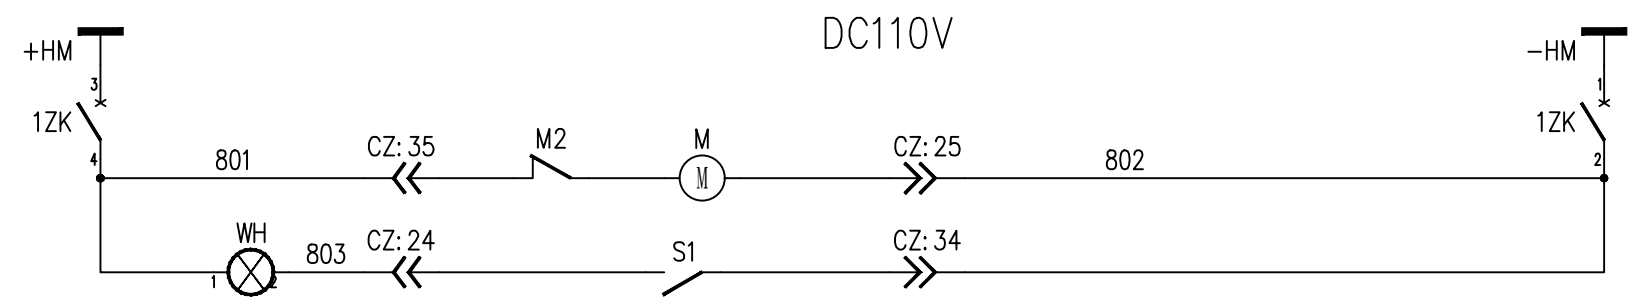 DC110V
+HM
-HM
3
1
1ZK
1ZK
4
2
801
CZ:35
M2
M
M
CZ:25
802
WH
1
2
803
CZ:24
S1
CZ:34